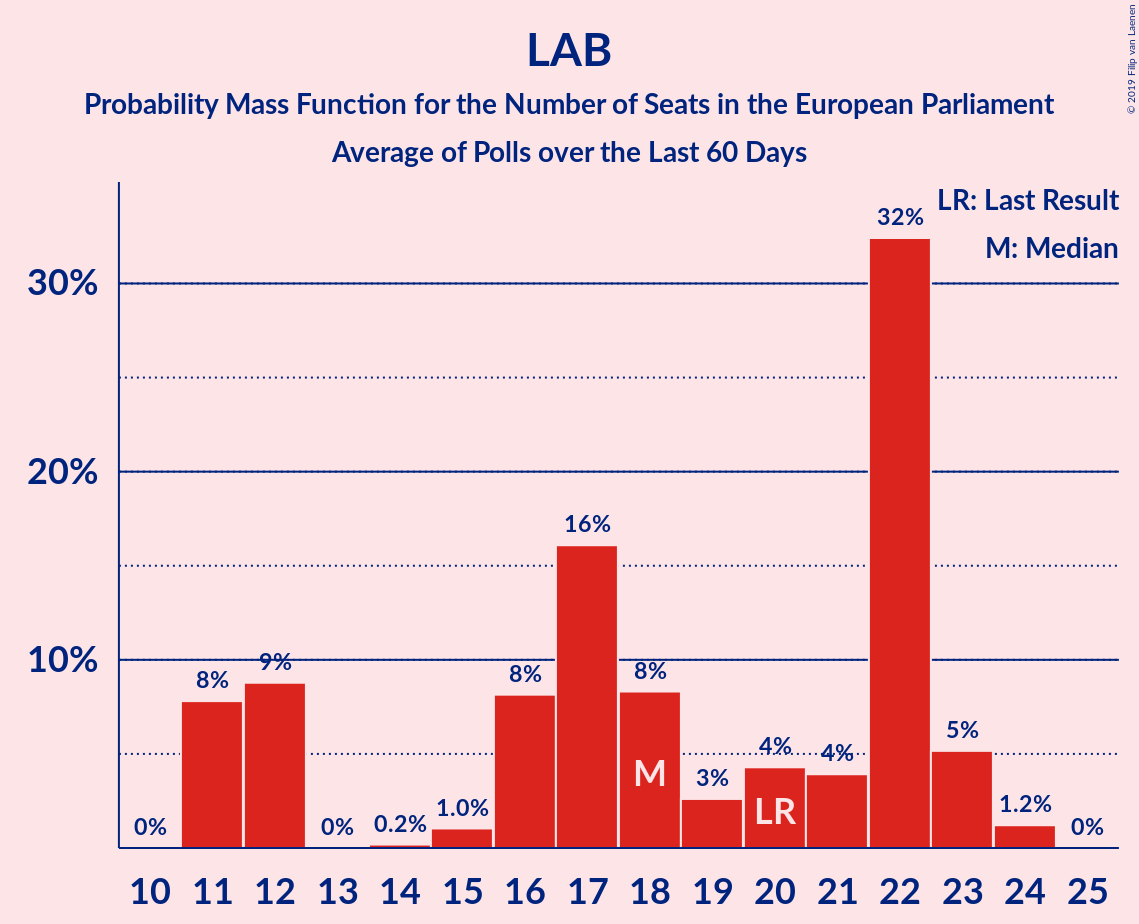 LAB
Probability Mass Function for the Number of Seats in the European Parliament
Average of Polls over the Last 60 Days
© 2019 Filip van Laenen
LR: Last Result
M: Median
30%
20%
10%
0%
8%
9%
0%
0.2%
1.0%
8%
16%
8%
3%
4%
4%
32%
5%
1.2%
0%
M
LR
10 11 12 13 14 15 16 17 18 19 20 21 22 23 24 25